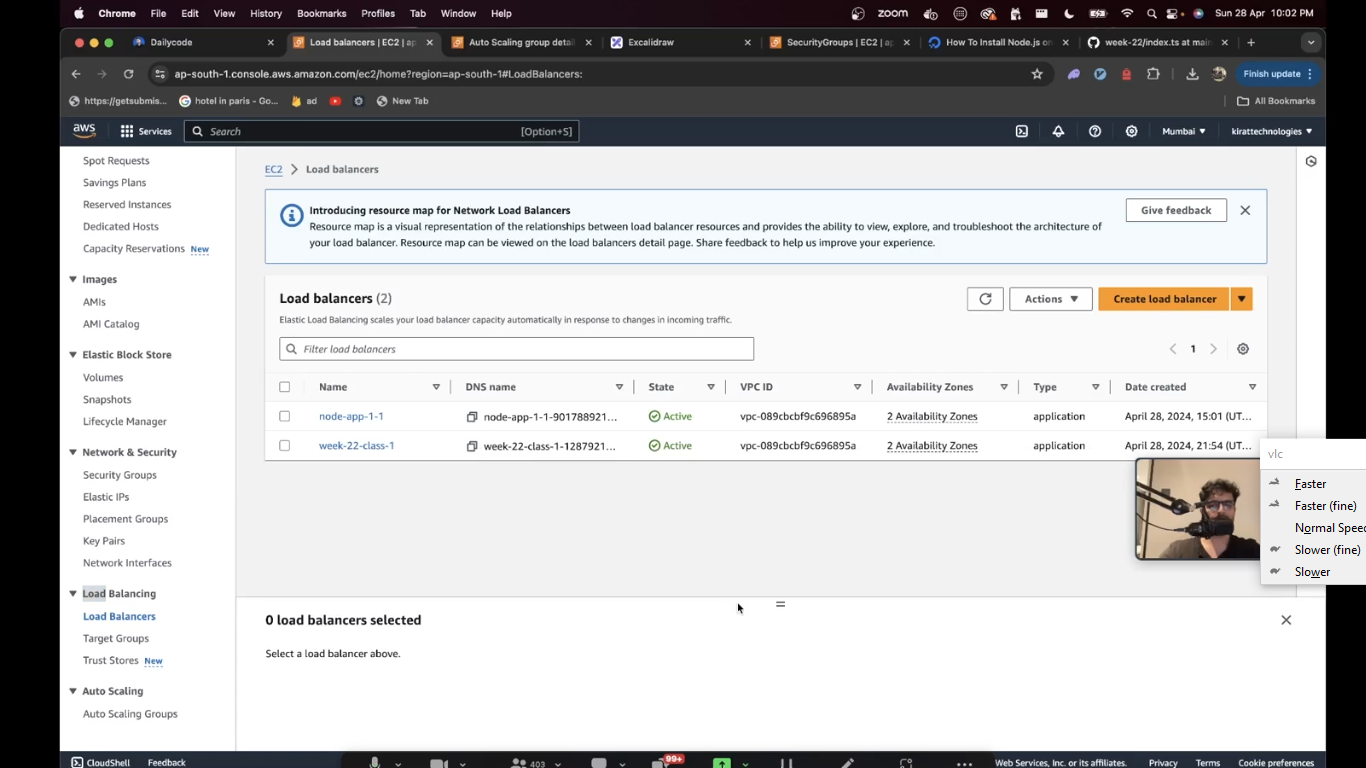 Chrome File Edit View History Bookmarks Profiles Tab Window Help
zoom
Sun 28 Apr 10:02 PM
Dailycode
Load balancers | EC2 | ap
Auto Scaling group detai
Excalidraw
SecurityGroups | EC2 | ap
How To Install Node.js on
week-22/index.ts at main
ap-south-1.console.aws.amazon.com/ec2/home?region=ap-south-1#LoadBalancers:
Finish update
https://getsubmis...
hotel in paris - Go...
ad
New Tab
All Bookmarks
aws
Services
Search
[Option+S]
Mumbai
kirattechnologies
Spot Requests
Savings Plans
Reserved Instances
Dedicated Hosts
Capacity Reservations New
Images
AMIs
AMI Catalog
Elastic Block Store
Volumes
Snapshots
Lifecycle Manager
Network & Security
Security Groups
Elastic IPs
Placement Groups
Key Pairs
Network Interfaces
Load Balancing
Load Balancers
Target Groups
Trust Stores New
Auto Scaling
Auto Scaling Groups
EC2 > Load balancers
Introducing resource map for Network Load Balancers
Resource map is a visual representation of the relationships between load balancer resources and provides the ability to view, explore, and troubleshoot the architecture of
your load balancer. Resource map can be viewed on the load balancers detail page. Share feedback to help us improve your experience.
Give feedback
Load balancers (2)
Actions
Create load balancer
Elastic Load Balancing scales your load balancer capacity automatically in response to changes in incoming traffic.
Filter load balancers
1
Name DNS name State VPC ID Availability Zones Type Date created
node-app-1-1 node-app-1-1-901788921... Active vpc-089cbcbf9c696895a 2 Availability Zones application April 28, 2024, 15:01 (UT...
week-22-class-1 week-22-class-1-1287921... Active vpc-089cbcbf9c696895a 2 Availability Zones application April 28, 2024, 21:54 (UT...
vlc
Faster
Faster (fine)
Normal Speed
Slower (fine)
Slower
0 load balancers selected
Select a load balancer above.
CloudShell Feedback
403
99+
Web Services, Inc. or its affiliates. Privacy Terms Cookie preferences